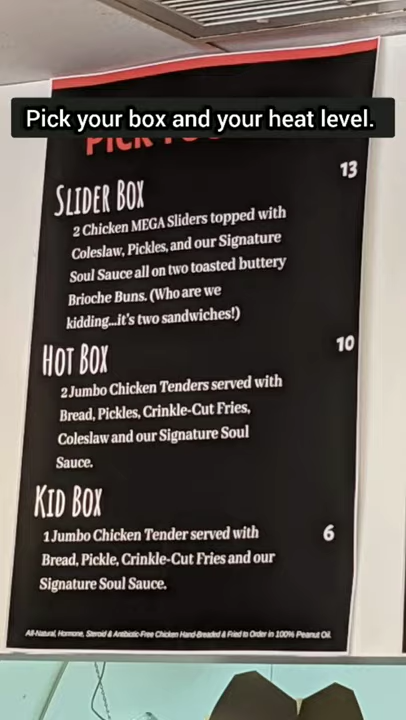 Pick your box and your heat level.
13
SLIDER BOX
2 Chicken MEGA Sliders topped with
Coleslaw, Pickles, and our Signature
Soul Sauce all on two toasted buttery
Brioche Buns. (Who are we
kidding...it's two sandwiches!)
HOT BOX
10
2 Jumbo Chicken Tenders served with
Bread, Pickles, Crinkle-Cut Fries,
Coleslaw and our Signature Soul
Sauce.
KID BOX
1 Jumbo Chicken Tender served with
6
Bread, Pickle, Crinkle-Cut Fries and our
Signature Soul Sauce.
All-Natural, Hormone, Steroid & Antibiotic-Free Chicken Hand-Breaded & Fried to Order in 100% Peanut Oil.